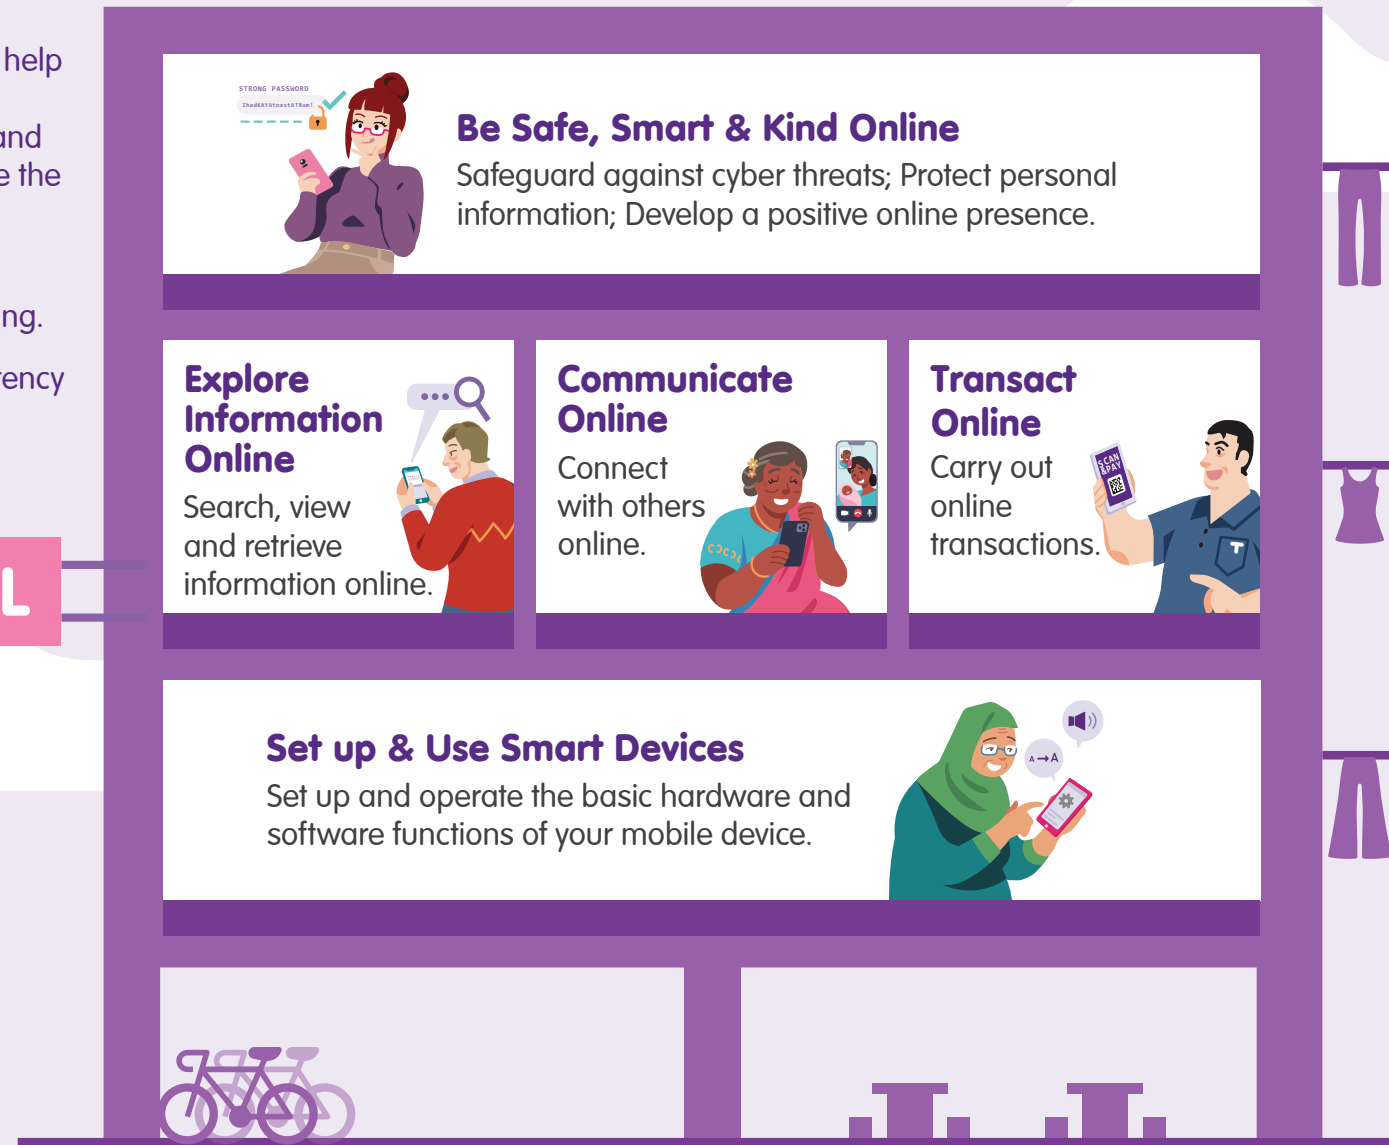 help
and
e the
ng.
rency
L
STRONG PASSWORD
IhadKAYAtoastAT8am!
Be Safe, Smart & Kind Online
Safeguard against cyber threats; Protect personal
information; Develop a positive online presence.
Explore
Information
Online
Search, view
and retrieve
information online.
Communicate
Online
Connect
with others
online.
Transact
Online
Carry out
online
transactions.
SCAN
&PAY
T
Set up & Use Smart Devices
Set up and operate the basic hardware and
software functions of your mobile device.
A→A